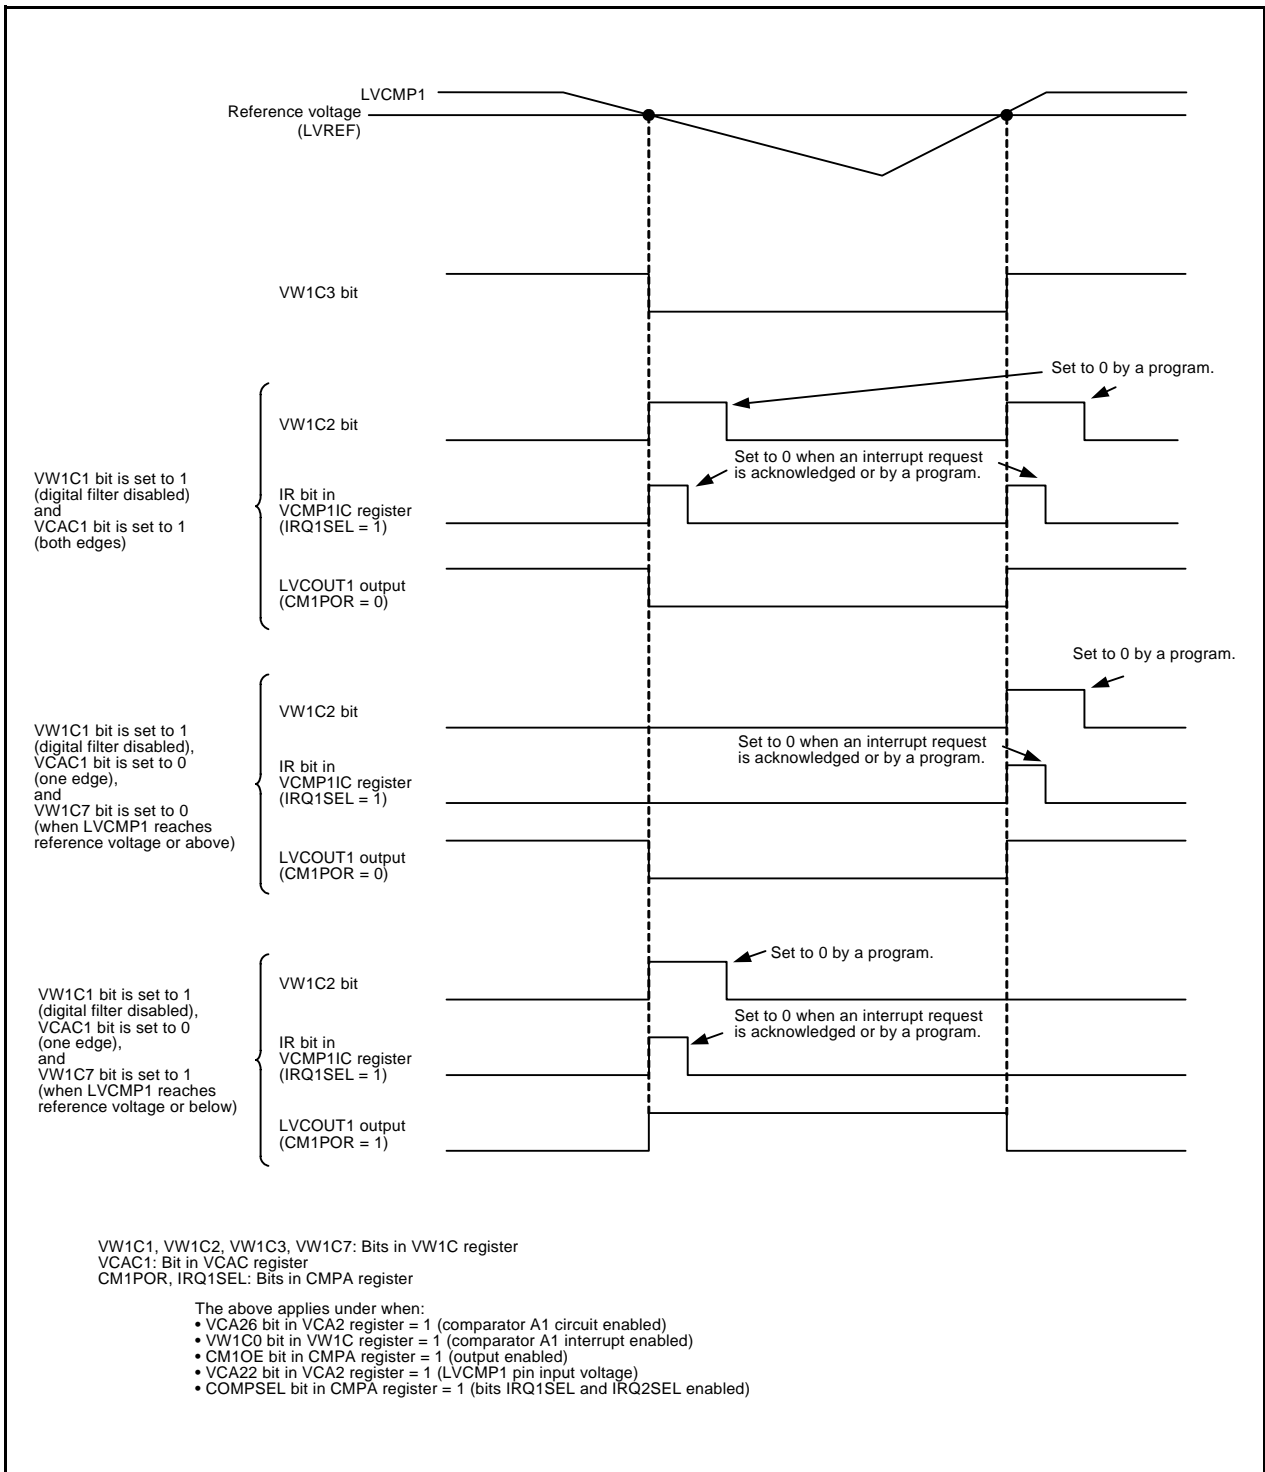 LVCMP1
Reference voltage
(LVREF)
VW1C3 bit
Set to 0 by a program.
VW1C2 bit
Set to 0 when an interrupt request
is acknowledged or by a program.
VW1C1 bit is set to 1
(digital filter disabled)
and
VCAC1 bit is set to 1
(both edges)
IR bit in
VCMP1IC register
(IRQ1SEL = 1)
LVCOUT1 output
(CM1POR = 0)
Set to 0 by a program.
VW1C2 bit
VW1C1 bit is set to 1
(digital filter disabled),
VCAC1 bit is set to 0
(one edge),
and
VW1C7 bit is set to 0
(when LVCMP1 reaches
reference voltage or above)
Set to 0 when an interrupt request
is acknowledged or by a program.
IR bit in
VCMP1IC register
(IRQ1SEL = 1)
LVCOUT1 output
(CM1POR = 0)
Set to 0 by a program.
VW1C2 bit
VW1C1 bit is set to 1
(digital filter disabled),
VCAC1 bit is set to 0
(one edge),
and
VW1C7 bit is set to 1
(when LVCMP1 reaches
reference voltage or below)
Set to 0 when an interrupt request
is acknowledged or by a program.
IR bit in
VCMP1IC register
(IRQ1SEL = 1)
LVCOUT1 output
(CM1POR = 1)
VW1C1, VW1C2, VW1C3, VW1C7: Bits in VW1C register
VCAC1: Bit in VCAC register
CM1POR, IRQ1SEL: Bits in CMPA register
The above applies under when:
• VCA26 bit in VCA2 register = 1 (comparator A1 circuit enabled)
• VW1C0 bit in VW1C register = 1 (comparator A1 interrupt enabled)
• CM1OE bit in CMPA register = 1 (output enabled)
• VCA22 bit in VCA2 register = 1 (LVCMP1 pin input voltage)
• COMPSEL bit in CMPA register = 1 (bits IRQ1SEL and IRQ2SEL enabled)